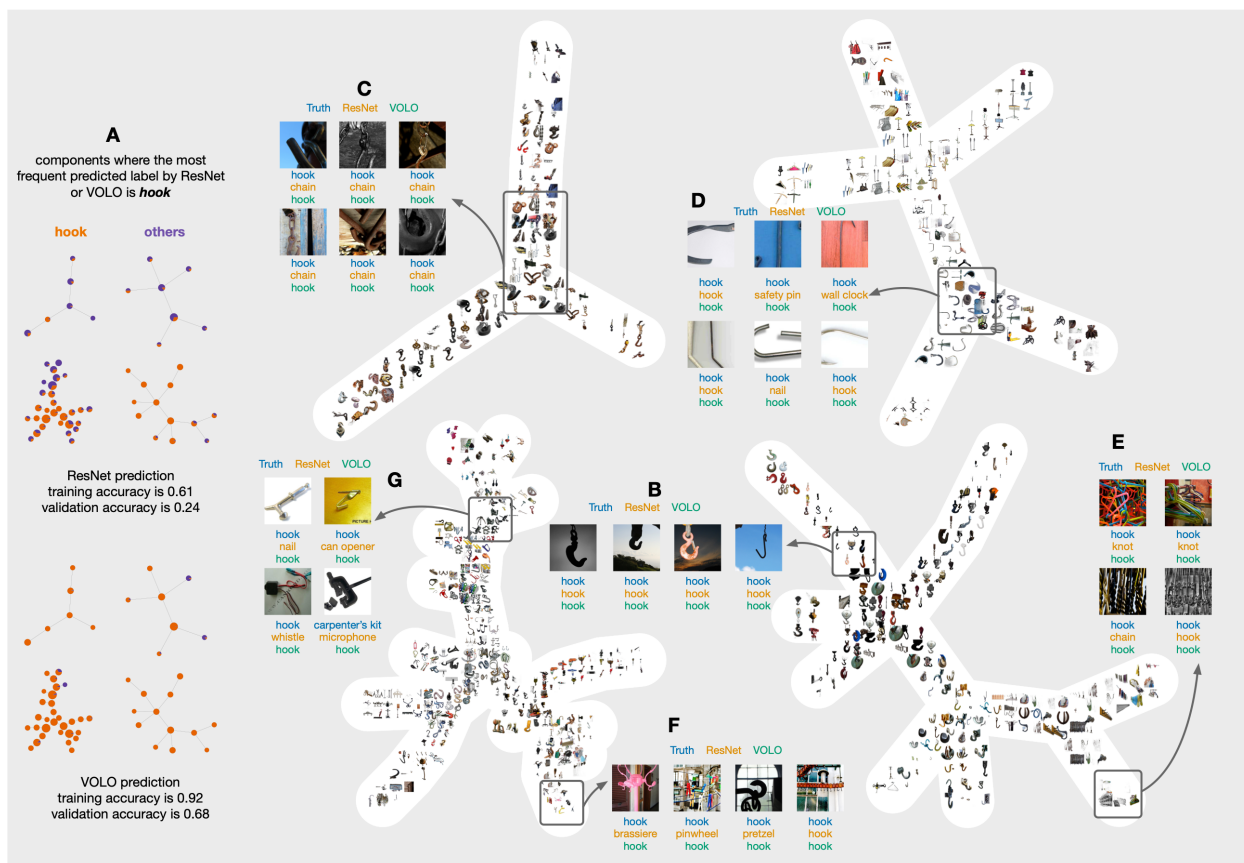 A
components where the most
frequent predicted label by ResNet
or VOLO is hook
hook others
ResNet prediction
training accuracy is 0.61
validation accuracy is 0.24
VOLO prediction
training accuracy is 0.92
validation accuracy is 0.68
C
Truth ResNet VOLO
hook hook hook
chain chain chain
hook hook hook
hook hook hook
chain chain chain
hook hook hook
D
Truth ResNet VOLO
hook hook hook
hook safety pin wall clock
hook hook hook
hook hook hook
hook nail hook
hook hook hook
G
Truth ResNet VOLO
PICTURE 1
hook hook
nail can opener
hook hook
hook carpenter's kit
whistle microphone
hook hook
B
Truth ResNet VOLO
hook hook hook hook
hook hook hook hook
hook hook hook hook
E
Truth ResNet VOLO
hook hook
knot knot
hook hook
hook hook
chain hook
hook hook
F
Truth ResNet VOLO
hook hook hook hook
brassiere pinwheel pretzel hook
hook hook hook hook